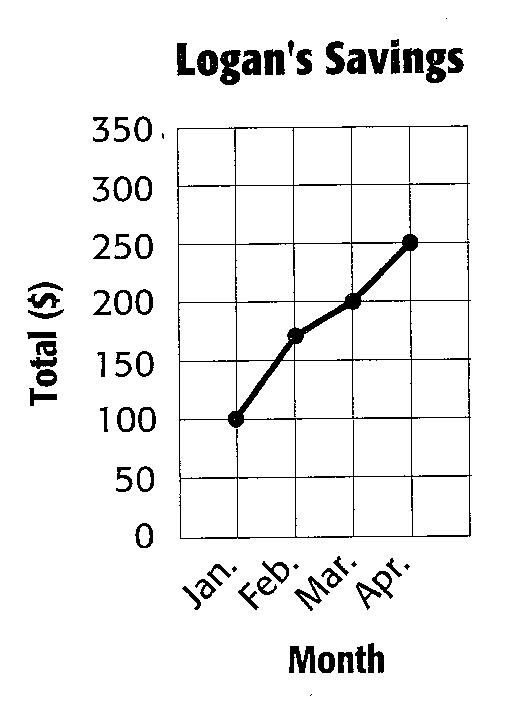 Logan's Savings
350
300
250
200
150
100
50
0
Total ($)
Jan.
Feb.
Mar.
Apr.
Month